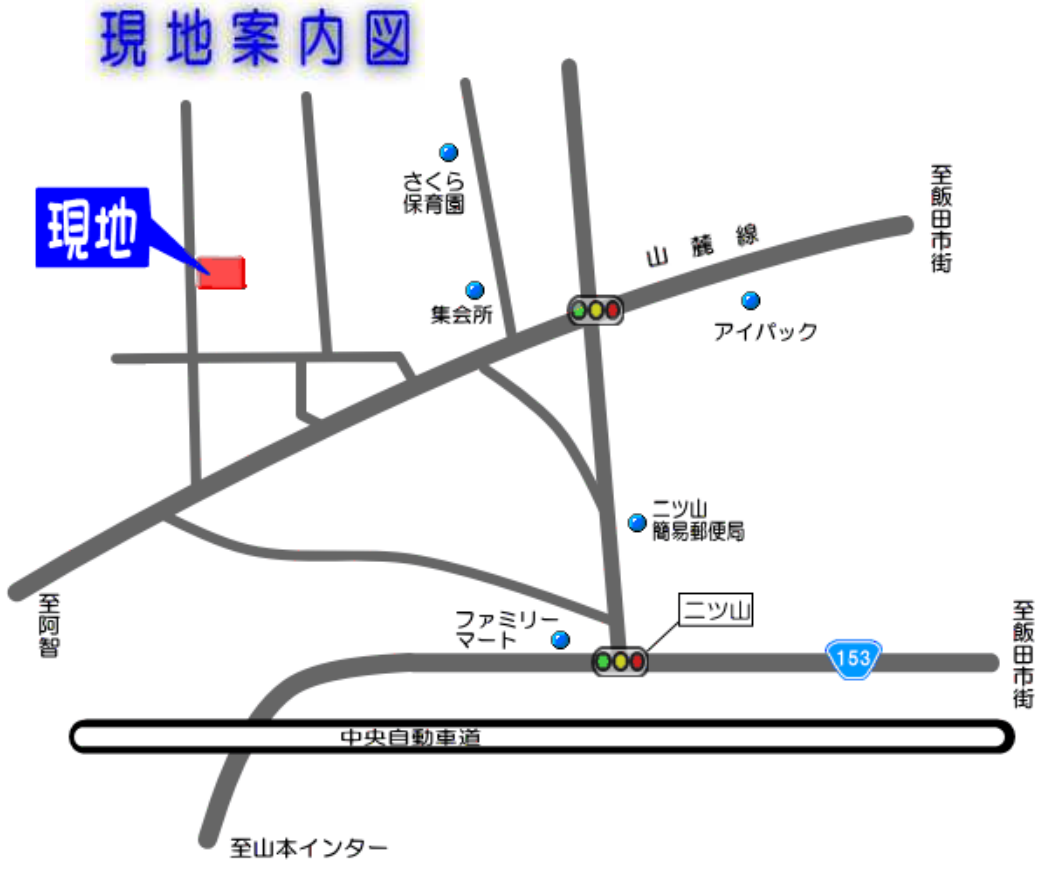 現地案内図
現地
さくら
保育園
集会所
山麓線
至飯田市街
アイパック
二ツ山
簡易郵便局
至阿智
ファミリー
マート
二ツ山
153
至飯田市街
中央自動車道
至山本インター